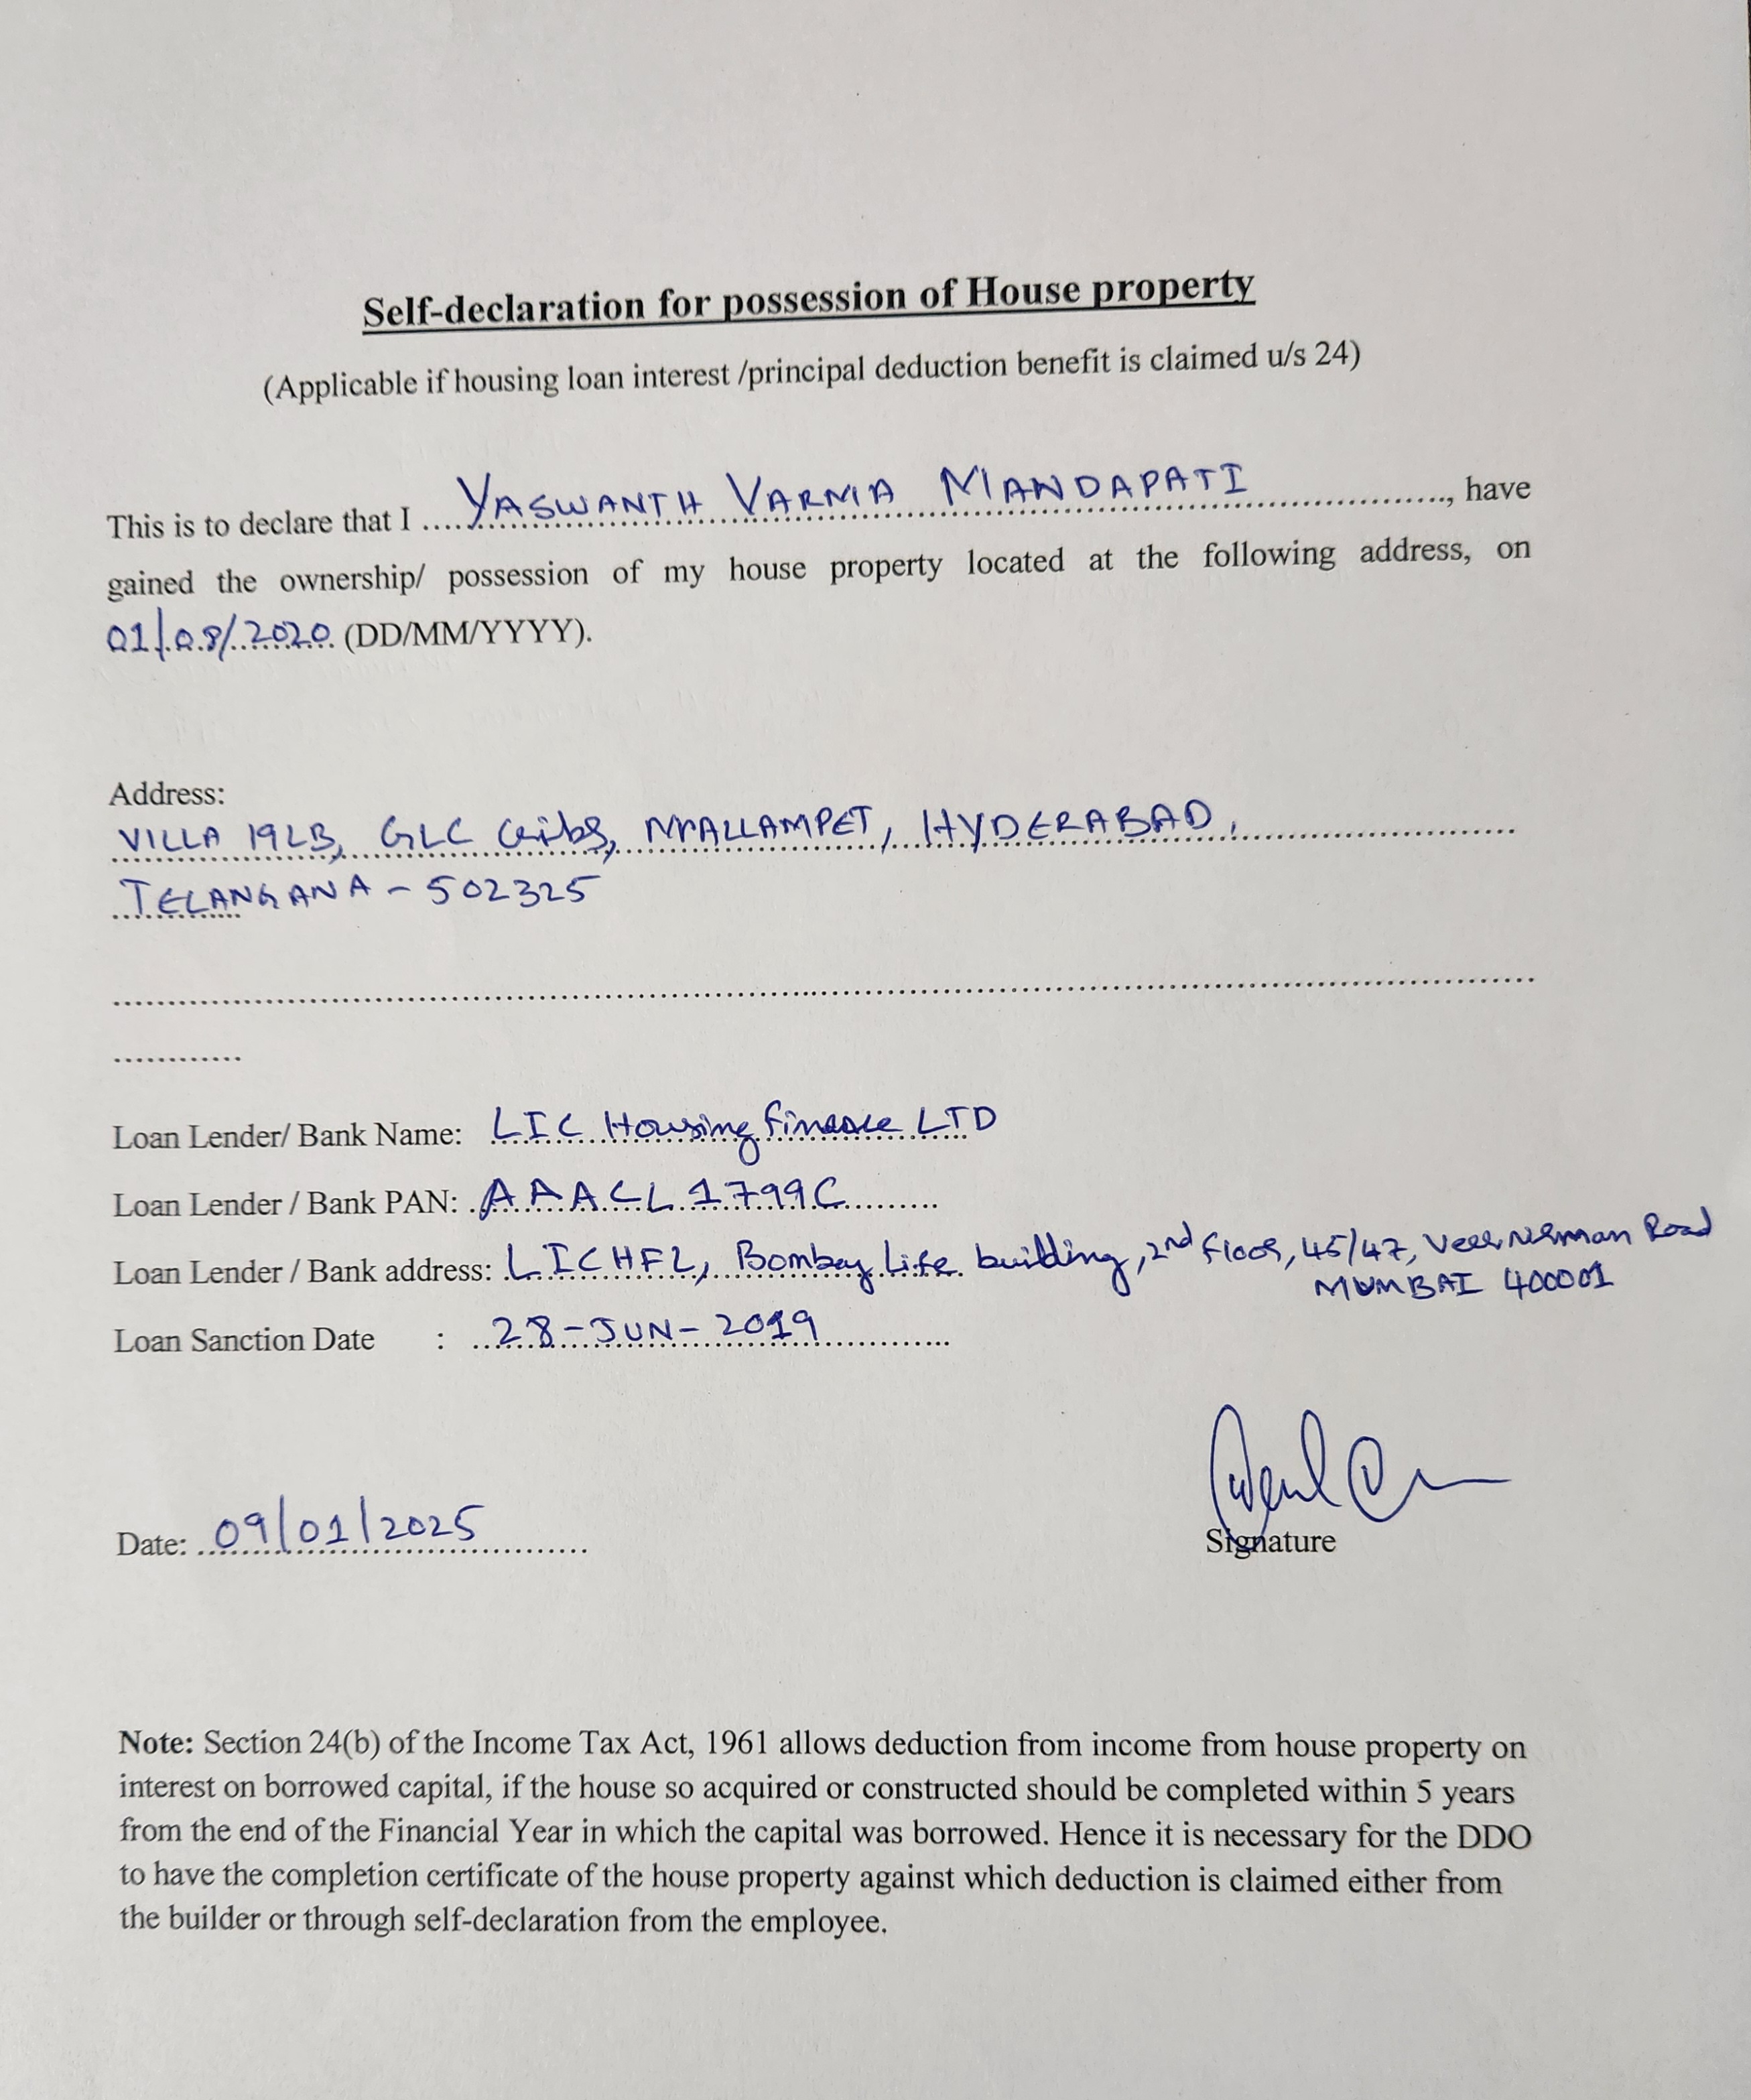 Self-declaration for possession of House property
(Applicable if housing loan interest /principal deduction benefit is claimed u/s 24)
This is to declare that I .... YASWANTH VARMA MANDAPATI ...................., have
gained the ownership/ possession of my house property located at the following address, on
01/08/2020 (DD/MM/YYYY).
Address:
VILLA 19LB, GLC Cribs, MALLAMPET, HYDERABAD,
TELANGANA - 502325
Loan Lender/ Bank Name: LIC Housing finance LTD
Loan Lender / Bank PAN: AAACL1799C
Loan Lender / Bank address: LICHFL, Bombay Life building, 2nd floor, 45/47, Veer Nariman Road
MUMBAI 400001
Loan Sanction Date : 28-JUN-2019
Date: 09/01/2025
Signature
Note: Section 24(b) of the Income Tax Act, 1961 allows deduction from income from house property on
interest on borrowed capital, if the house so acquired or constructed should be completed within 5 years
from the end of the Financial Year in which the capital was borrowed. Hence it is necessary for the DDO
to have the completion certificate of the house property against which deduction is claimed either from
the builder or through self-declaration from the employee.